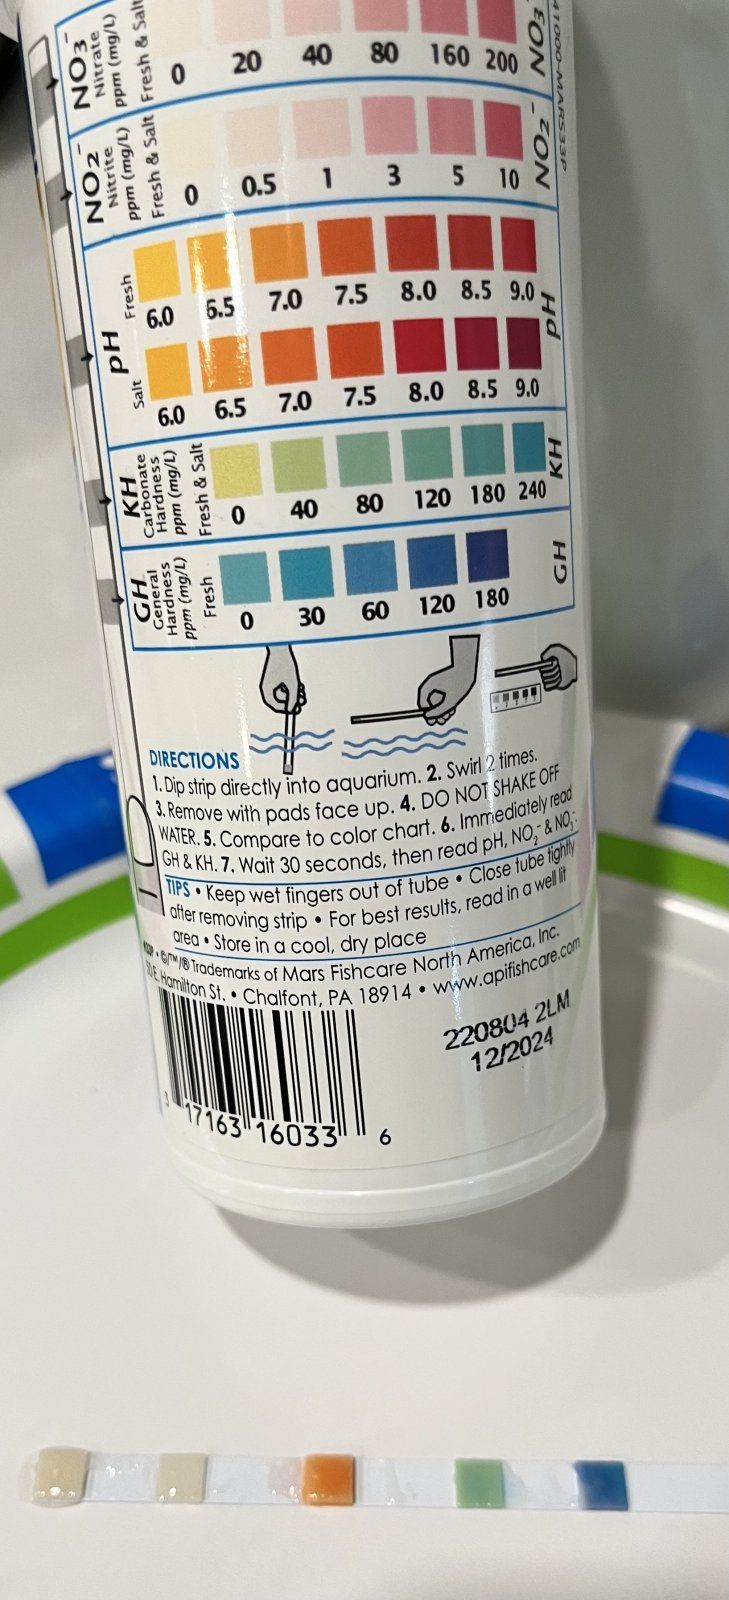 NO3-
Nitrate
ppm (mg/L)
Fresh & Salt
0 20 40 80 160 200
NO3-
NO2-
Nitrite
ppm (mg/L)
Fresh & Salt
0 0.5 1 3 5 10
NO2-
pH
Fresh
6.0 6.5 7.0 7.5 8.0 8.5 9.0
Salt
6.0 6.5 7.0 7.5 8.0 8.5 9.0
pH
KH
Carbonate
Hardness
ppm (mg/L)
Fresh & Salt
0 40 80 120 180 240
KH
GH
General
Hardness
ppm (mg/L)
Fresh
0 30 60 120 180
GH
DIRECTIONS
1. Dip strip directly into aquarium. 2. Swirl 2 times.
3. Remove with pads face up. 4. DO NOT SHAKE OFF
WATER. 5. Compare to color chart. 6. Immediately read
GH & KH. 7. Wait 30 seconds, then read pH, NO2- & NO3-.
TIPS • Keep wet fingers out of tube • Close tube tightly
after removing strip • For best results, read in a well lit
area • Store in a cool, dry place
©/™/® Trademarks of Mars Fishcare North America, Inc.
E. Hamilton St. • Chalfont, PA 18914 • www.apifishcare.com
220804 2LM
12/2024
3 17163 16033 6